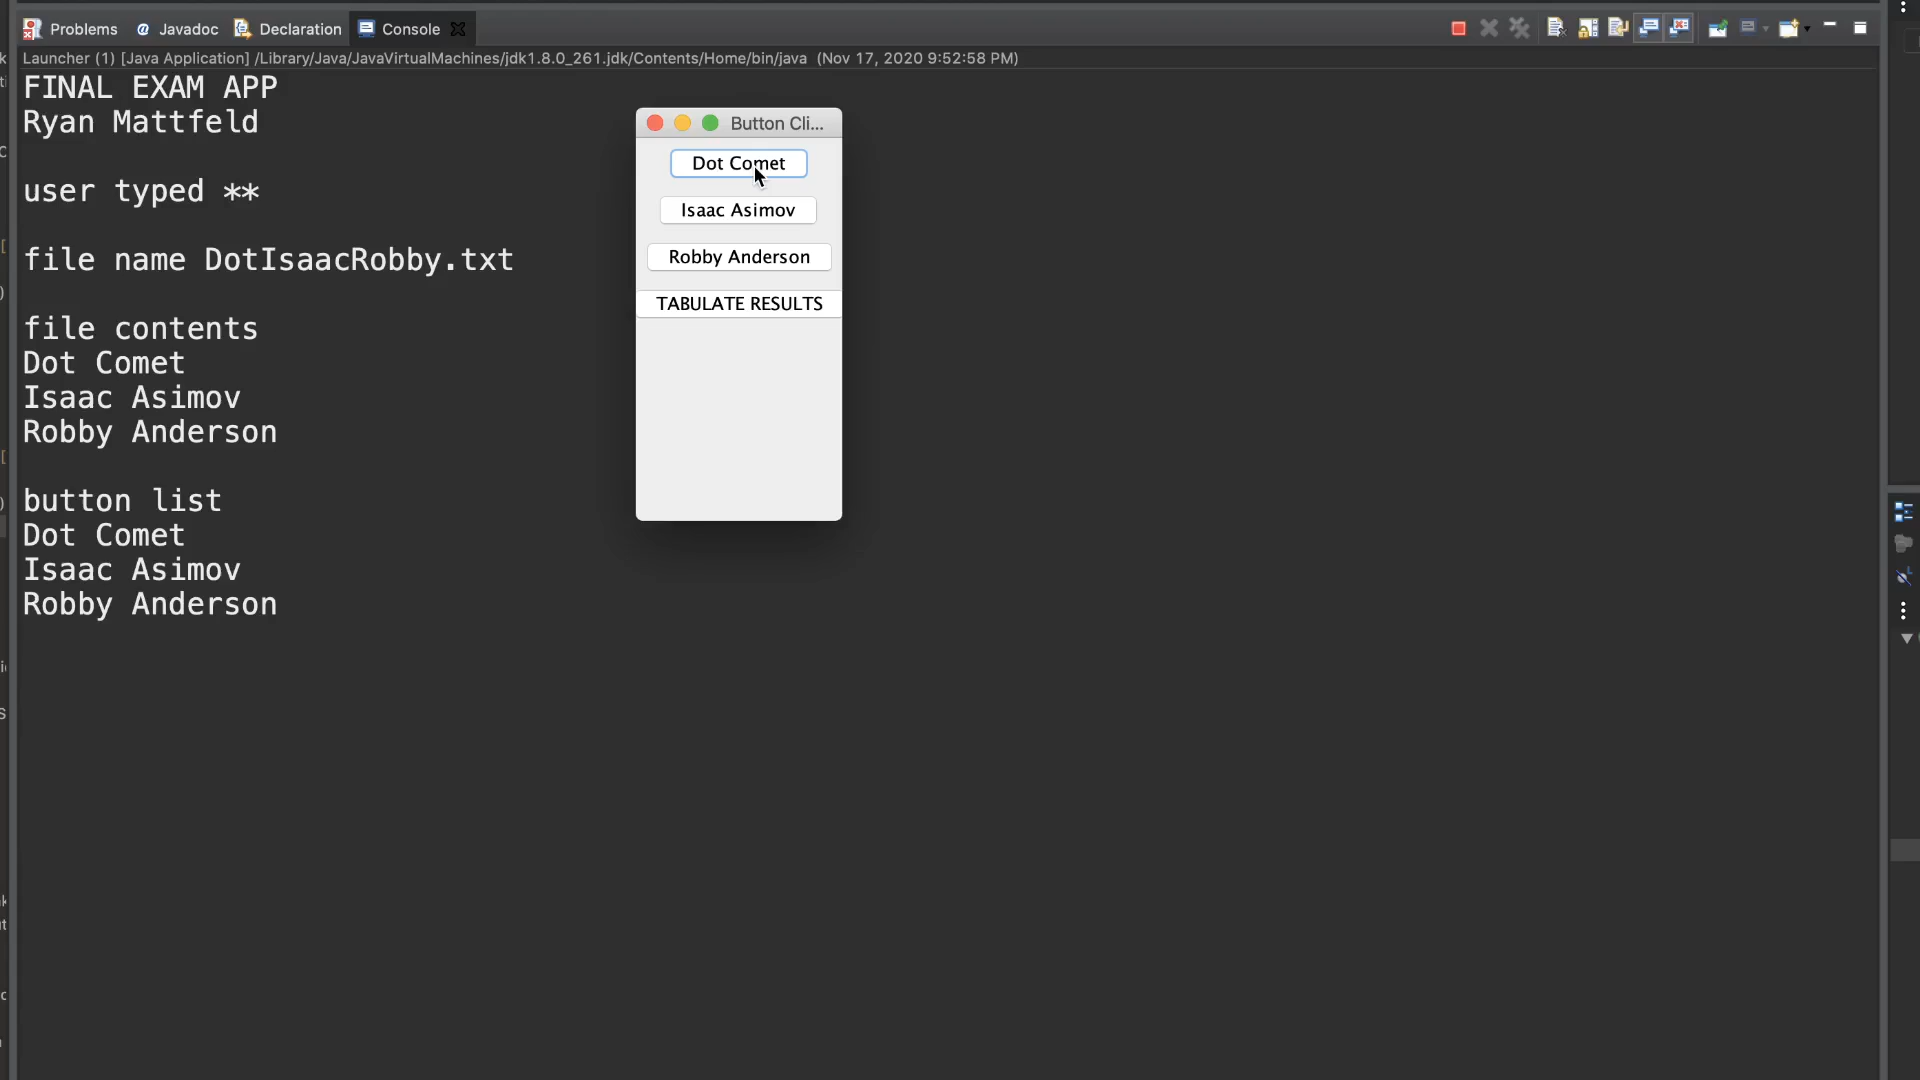 Problems @ Javadoc Declaration Console
Launcher (1) [Java Application] /Library/Java/JavaVirtualMachines/jdk1.8.0_261.jdk/Contents/Home/bin/java (Nov 17, 2020 9:52:58 PM)
FINAL EXAM APP
Ryan Mattfeld
user typed **
file name DotIsaacRobby.txt
file contents
Dot Comet
Isaac Asimov
Robby Anderson
button list
Dot Comet
Isaac Asimov
Robby Anderson
Button Cli...
Dot Comet
Isaac Asimov
Robby Anderson
TABULATE RESULTS